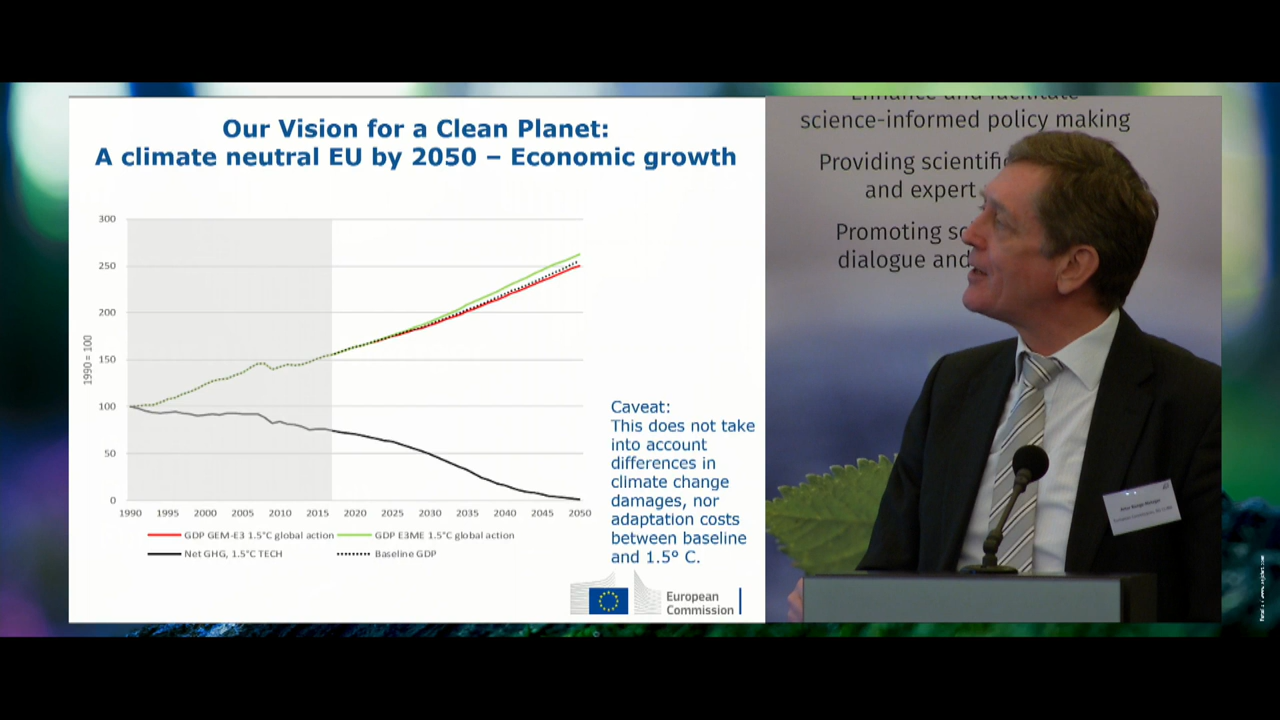 Our Vision for a Clean Planet:
A climate neutral EU by 2050 – Economic growth
300
250
200
150
100
50
0
1990 = 100
1990 1995 2000 2005 2010 2015 2020 2025 2030 2035 2040 2045 2050
GDP GEM-E3 1.5°C global action
GDP E3ME 1.5°C global action
Net GHG, 1.5°C TECH
Baseline GDP
Caveat:
This does not take
into account
differences in
climate change
damages, nor
adaptation costs
between baseline
and 1.5° C.
European
Commission
Enhance and facilitate
science-informed policy making
Providing scientific
and expert
Promoting
dialogue and